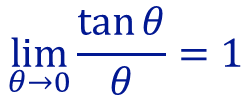 lim θ→0 tan θ / θ = 1